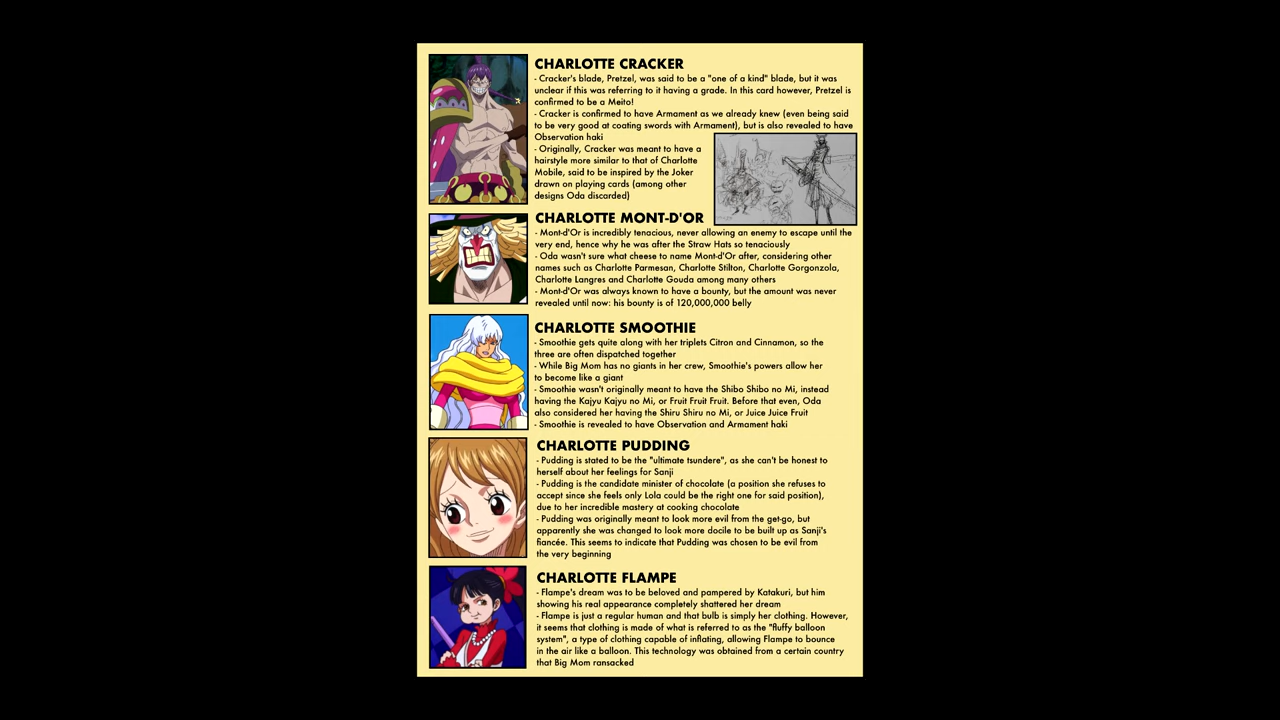 CHARLOTTE CRACKER
- Cracker's blade, Pretzel, was said to be a "one of a kind" blade, but it was
unclear if this was referring to it having a grade. In this card however, Pretzel is
confirmed to be a Meito!
- Cracker is confirmed to have Armament as we already knew (even being said
to be very good at coating swords with Armament), but is also revealed to have
Observation haki
- Originally, Cracker was meant to have a
hairstyle more similar to that of Charlotte
Mobile, said to be inspired by the Joker
drawn on playing cards (among other
designs Oda discarded)
CHARLOTTE MONT-D'OR
- Mont-d'Or is incredibly tenacious, never allowing an enemy to escape until the
very end, hence why he was after the Straw Hats so tenaciously
- Oda wasn't sure what cheese to name Mont-d'Or after, considering other
names such as Charlotte Parmesan, Charlotte Stilton, Charlotte Gorgonzola,
Charlotte Langres and Charlotte Gouda among many others
- Mont-d'Or was always known to have a bounty, but the amount was never
revealed until now: his bounty is of 120,000,000 belly
CHARLOTTE SMOOTHIE
- Smoothie gets quite along with her triplets Citron and Cinnamon, so the
three are often dispatched together
- While Big Mom has no giants in her crew, Smoothie's powers allow her
to become like a giant
- Smoothie wasn't originally meant to have the Shibo Shibo no Mi, instead
having the Kajyu Kajyu no Mi, or Fruit Fruit Fruit. Before that even, Oda
also considered her having the Shiru Shiru no Mi, or Juice Juice Fruit
- Smoothie is revealed to have Observation and Armament haki
CHARLOTTE PUDDING
- Pudding is stated to be the "ultimate tsundere", as she can't be honest to
herself about her feelings for Sanji
- Pudding is the candidate minister of chocolate (a position she refuses to
accept since she feels only Lola could be the right one for said position),
due to her incredible mastery at cooking chocolate
- Pudding was originally meant to look more evil from the get-go, but
apparently she was changed to look more docile to be built up as Sanji's
fiancée. This seems to indicate that Pudding was chosen to be evil from
the very beginning
CHARLOTTE FLAMPE
- Flampe's dream was to be beloved and pampered by Katakuri, but him
showing his real appearance completely shattered her dream
- Flampe is just a regular human and that bulb is simply her clothing. However,
it seems that clothing is made of what is referred to as the "fluffy balloon
system", a type of clothing capable of inflating, allowing Flampe to bounce
in the air like a balloon. This technology was obtained from a certain country
that Big Mom ransacked